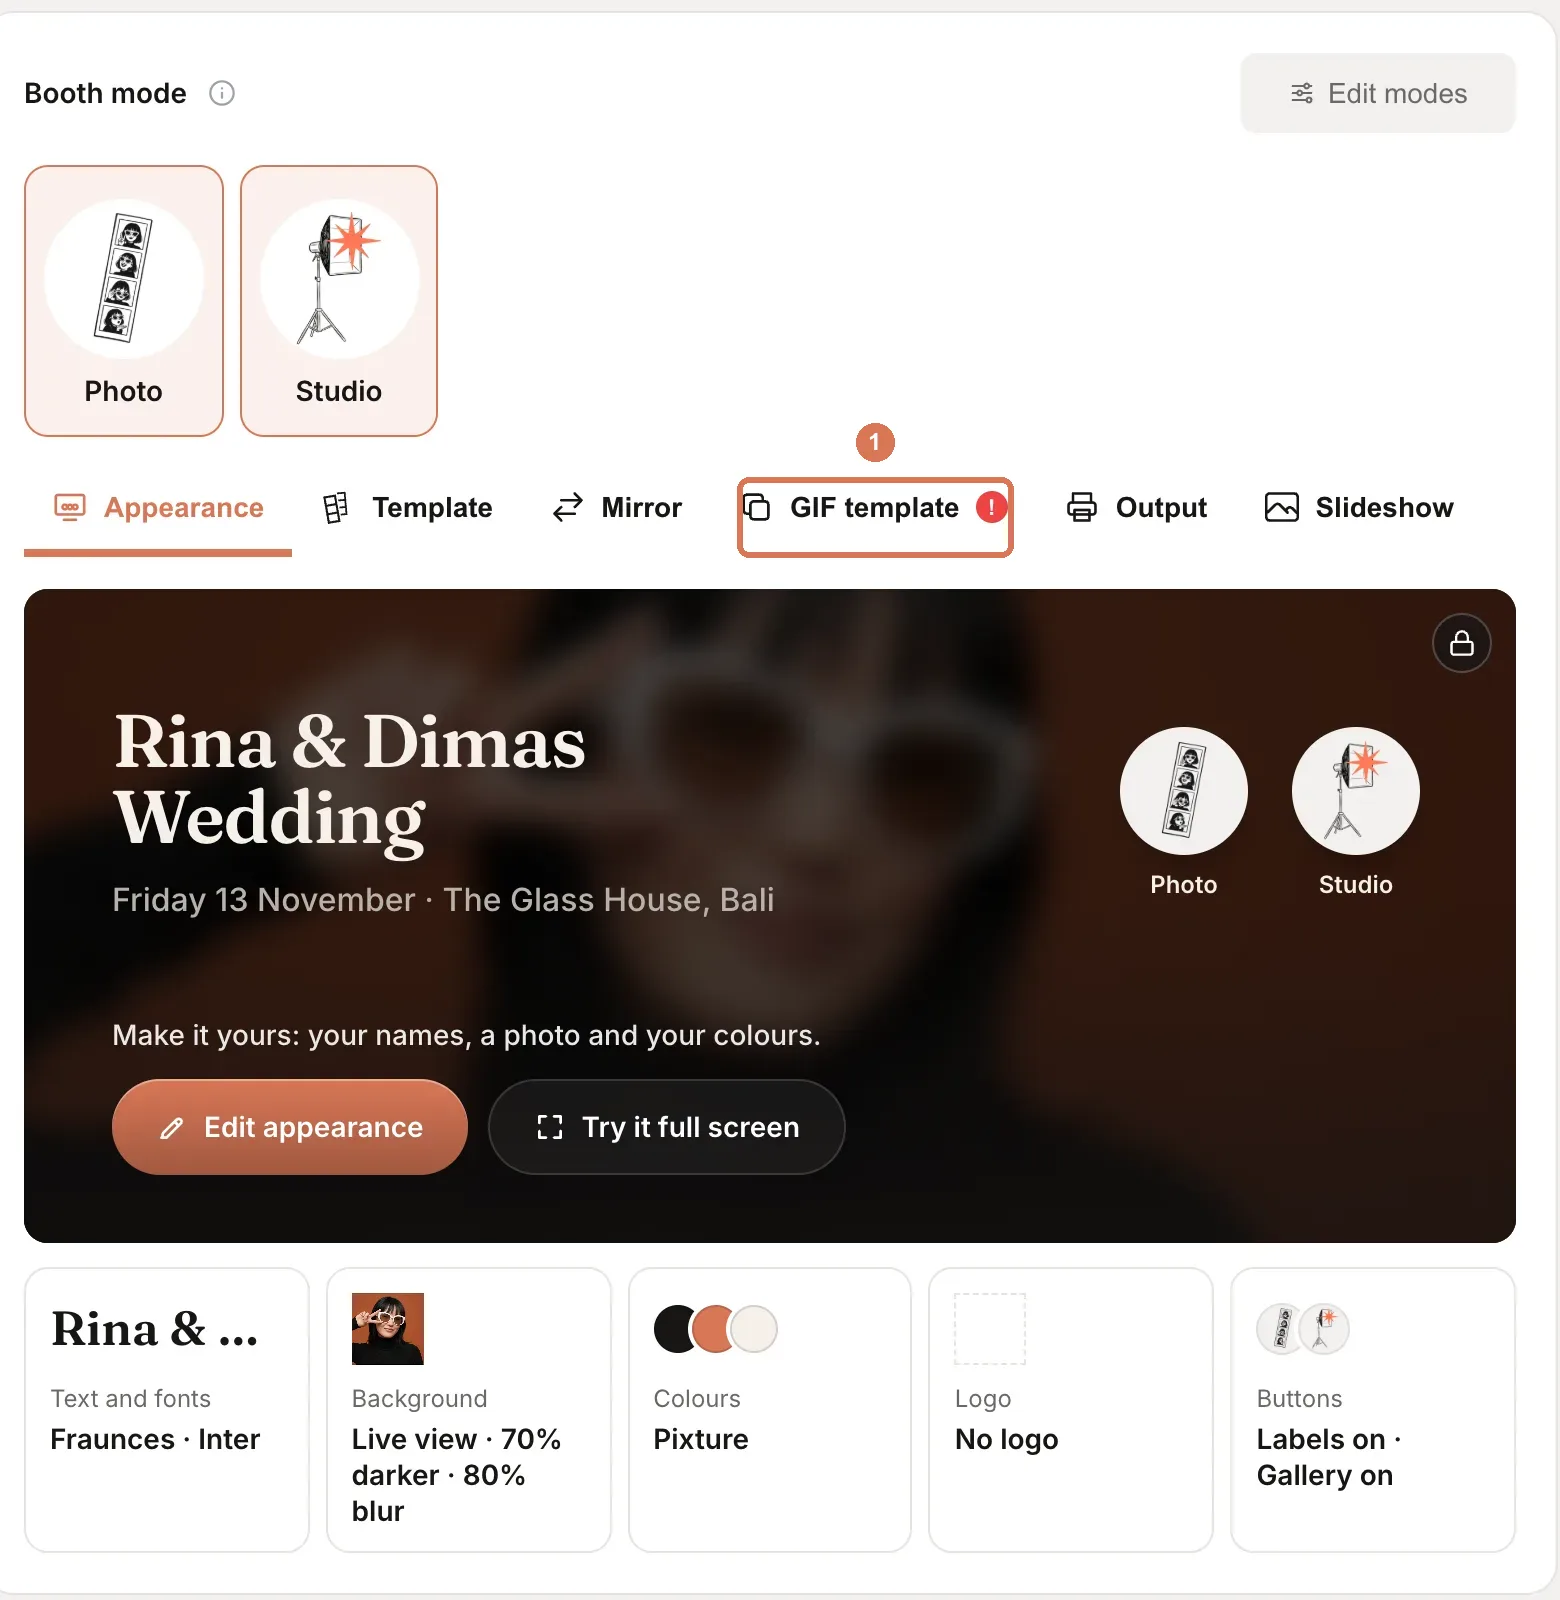 Booth mode
Edit modes
Photo
Studio
1
Appearance
Template
Mirror
GIF template
!
Output
Slideshow
Rina & Dimas
Wedding
Friday 13 November · The Glass House, Bali
Photo
Studio
Make it yours: your names, a photo and your colours.
Edit appearance
Try it full screen
Rina & ...
Text and fonts
Fraunces · Inter
Background
Live view · 70%
darker · 80%
blur
Colours
Pixture
Logo
No logo
Buttons
Labels on ·
Gallery on